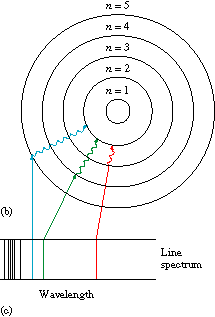 n = 5
n = 4
n = 3
n = 2
n = 1
(b)
Line
spectrum
Wavelength
(c)